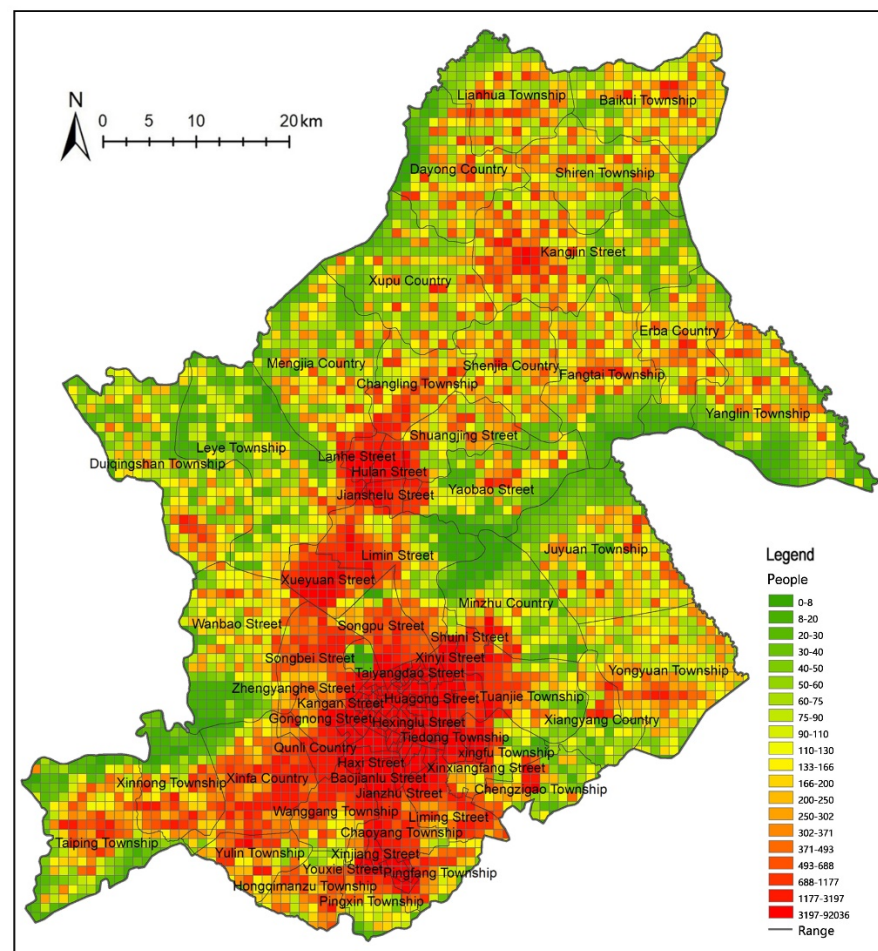 N
0 5 10 20 km
Lianhua Township
Baikui Township
Dayong Country
Shiren Township
Kangjin Street
Xupu Country
Erba Country
Mengjia Country
Shenjia Country
Changling Township
Fangtai Township
Yanglin Township
Shuangjing Street
Leye Township
Lanhe Street
Duiqingshan Township
Hulan Street
Jianshelu Street
Yaobao Street
Limin Street
Juyuan Township
Xueyuan Street
Minzhu Country
Wanbao Street
Songpu Street
Shuini Street
Songbei Street
Xinyi Street
Taiyangdao Street
Yongyuan Township
Zhengyanghe Street
Huagong Street
Tuanjie Township
Kangan Street
Gongnong Street
Hexinglu Street
Xiangyang Country
Tiedong Township
Qunli Country
xingfu Township
Haxi Street
Xinxiangfang Street
Xinnong Township
Xinfa Country
Baojianlu Street
Chengzigao Township
Jianzhu Street
Wanggang Township
Liming Street
Chaoyang Township
Taiping Township
Yulin Township
Xinjiang Street
Youxie Street
Pingfang Township
Hongqimanzu Township
Pingxin Township
Legend
People
0-8
8-20
20-30
30-40
40-50
50-60
60-75
75-90
90-110
110-130
133-166
166-200
200-250
250-302
302-371
371-493
493-688
688-1177
1177-3197
3197-92036
Range